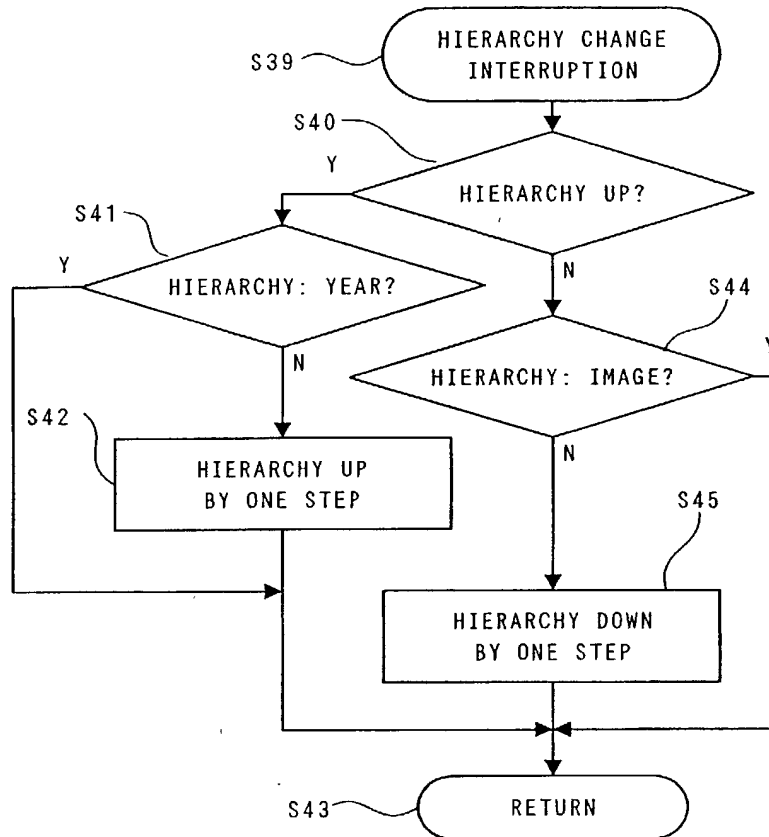 HIERARCHY CHANGE
INTERRUPTION
S39
S40
Y
HIERARCHY UP?
S41
Y
HIERARCHY: YEAR?
N
S44
Y
HIERARCHY: IMAGE?
N
N
S42
HIERARCHY UP
BY ONE STEP
S45
HIERARCHY DOWN
BY ONE STEP
S43
RETURN